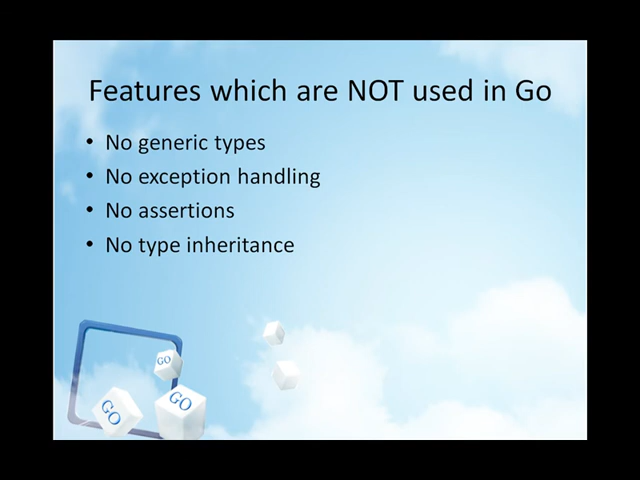 Features which are NOT used in Go
• No generic types
• No exception handling
• No assertions
• No type inheritance
GO
GO
GO